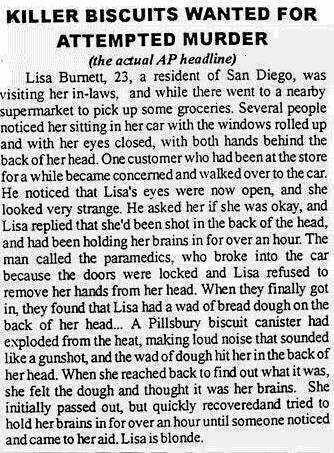 KILLER BISCUITS WANTED FOR
ATTEMPTED MURDER
(the actual AP headline)
Lisa Burnett, 23, a resident of San Diego, was
visiting her in-laws, and while there went to a nearby
supermarket to pick up some groceries. Several people
noticed her sitting in her car with the windows rolled up
and with her eyes closed, with both hands behind the
back of her head. One customer who had been at the store
for a while became concerned and walked over to the car.
He noticed that Lisa's eyes were now open, and she
looked very strange. He asked her if she was okay, and
Lisa replied that she'd been shot in the back of the head,
and had been holding her brains in for over an hour. The
man called the paramedics, who broke into the car
because the doors were locked and Lisa refused to
remove her hands from her head. When they finally got
in, they found that Lisa had a wad of bread dough on the
back of her head... A Pillsbury biscuit canister had
exploded from the heat, making loud noise that sounded
like a gunshot, and the wad of dough hit her in the back of
her head. When she reached back to find out what it was,
she felt the dough and thought it was her brains. She
initially passed out, but quickly recoveredand tried to
hold her brains in for over an hour until someone noticed
and came to her aid. Lisa is blonde.